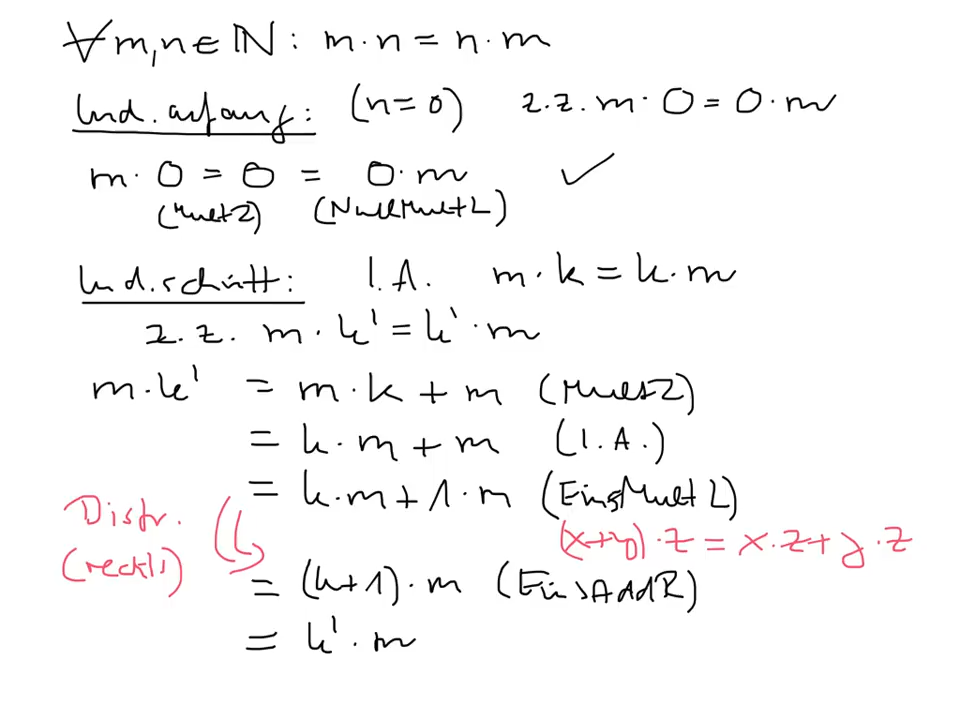 ∀m,n∈ℕ: m·n = n·m
Ind.anfang: (n=0) z.z. m·0 = 0·m
m·0 = 0 = 0·m ✓
(MultZ) (NullMultL)
Ind.schritt: I.A. m·k = k·m
z.z. m·k' = k'·m
m·k' = m·k + m (MultZ)
= k·m + m (I.A.)
= k·m + 1·m (EinsMultL)
Distr. (x+y)·z = x·z + y·z
(rechts)
= (k+1)·m (EinsAddR)
= k'·m